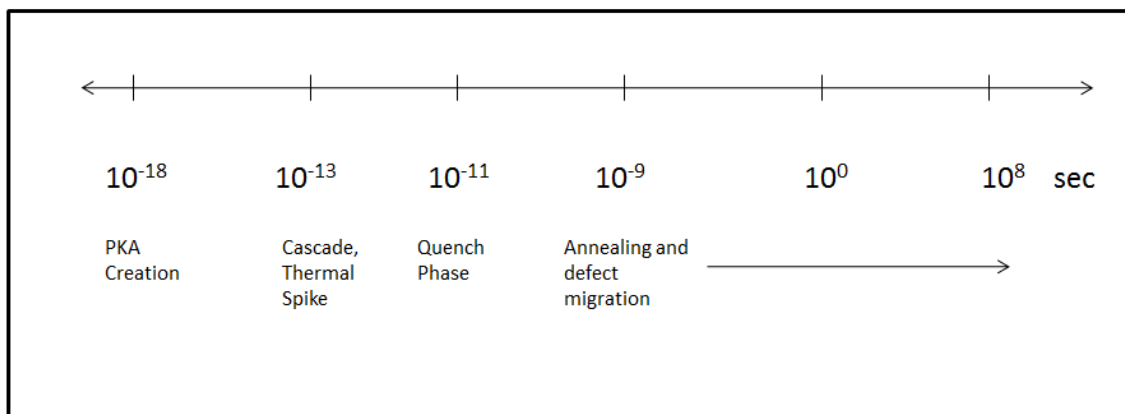 10⁻¹⁸ 10⁻¹³ 10⁻¹¹ 10⁻⁹ 10⁰ 10⁸ sec
PKA
Creation
Cascade,
Thermal
Spike
Quench
Phase
Annealing and
defect
migration